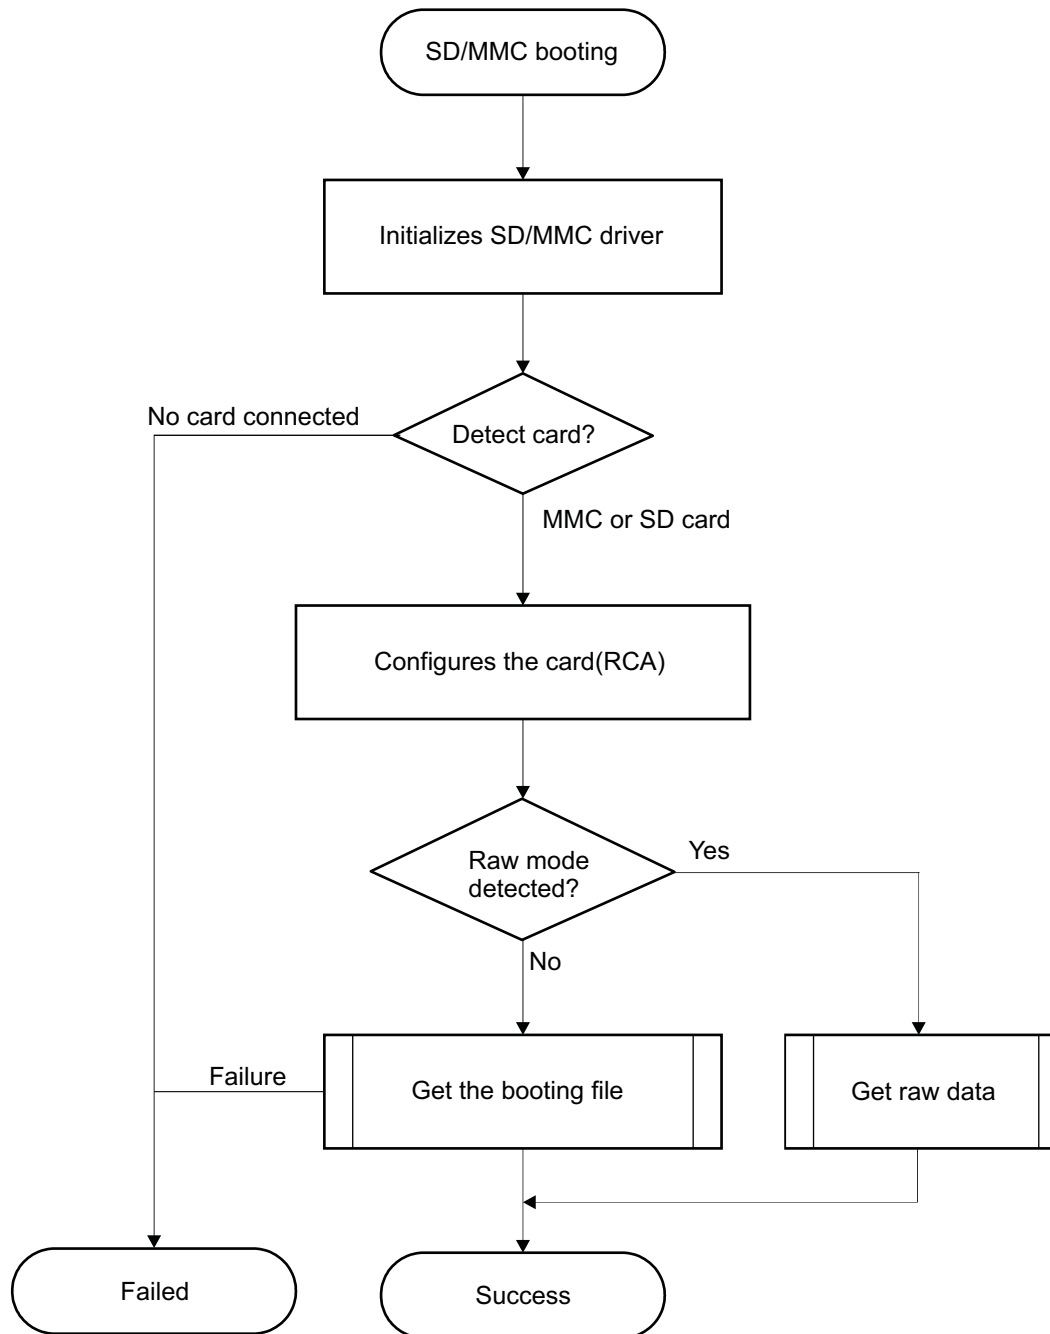 SD/MMC booting
Initializes SD/MMC driver
No card connected
Detect card?
MMC or SD card
Configures the card(RCA)
Raw mode
detected?
Yes
No
Failure
Get the booting file
Get raw data
Failed
Success